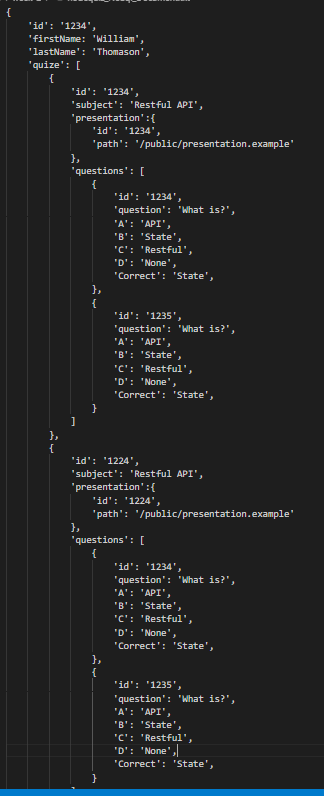 {
'id': '1234',
'firstName: 'William',
'lastName': 'Thomason',
'quize': [
{
'id': '1234',
'subject': 'Restful API',
'presentation':{
'id': '1234',
'path': '/public/presentation.example'
},
'questions': [
{
'id': '1234',
'question': 'What is?',
'A': 'API',
'B': 'State',
'C': 'Restful',
'D': 'None',
'Correct': 'State',
},
{
'id': '1235',
'question': 'What is?',
'A': 'API',
'B': 'State',
'C': 'Restful',
'D': 'None',
'Correct': 'State',
}
]
},
{
'id': '1224',
'subject': 'Restful API',
'presentation':{
'id': '1224',
'path': '/public/presentation.example'
},
'questions': [
{
'id': '1234',
'question': 'What is?',
'A': 'API',
'B': 'State',
'C': 'Restful',
'D': 'None',
'Correct': 'State',
},
{
'id': '1235',
'question': 'What is?',
'A': 'API',
'B': 'State',
'C': 'Restful',
'D': 'None',
'Correct': 'State',
}